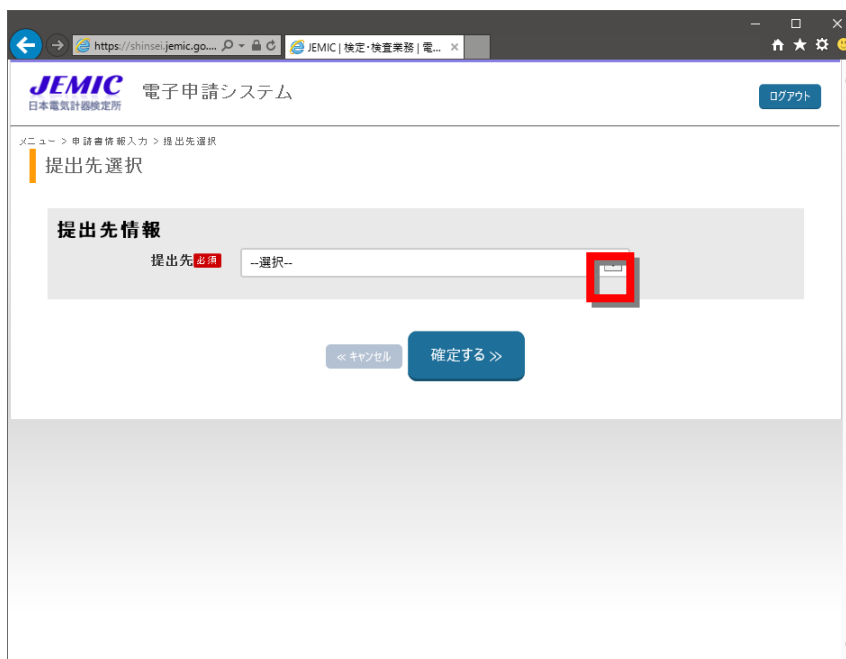 https://shinsei.jemic.go....
JEMIC | 検定・検査業務 | 電...
JEMIC
日本電気計器検定所
電子申請システム
ログアウト
メニュー > 申請書情報入力 > 提出先選択
提出先選択
提出先情報
提出先 必須
--選択--
≪ キャンセル
確定する ≫